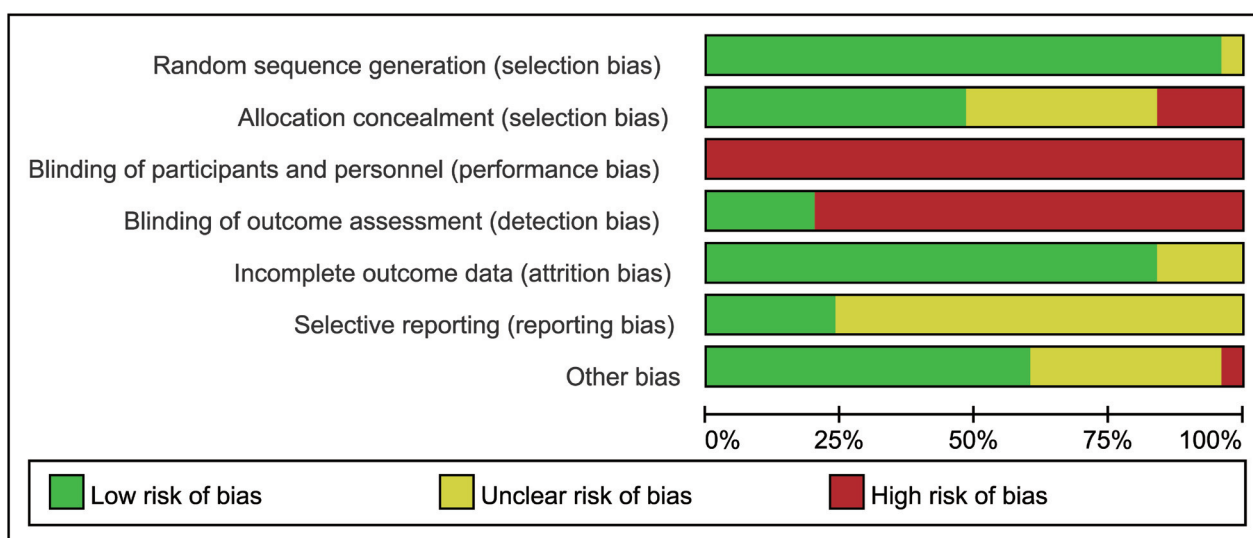 Random sequence generation (selection bias)
Allocation concealment (selection bias)
Blinding of participants and personnel (performance bias)
Blinding of outcome assessment (detection bias)
Incomplete outcome data (attrition bias)
Selective reporting (reporting bias)
Other bias
0% 25% 50% 75% 100%
Low risk of bias Unclear risk of bias High risk of bias